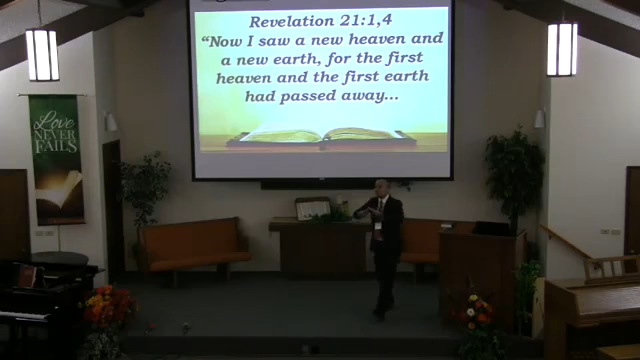 Revelation 21:1,4
“Now I saw a new heaven and
a new earth, for the first
heaven and the first earth
had passed away...
Love
NEVER
FAILS